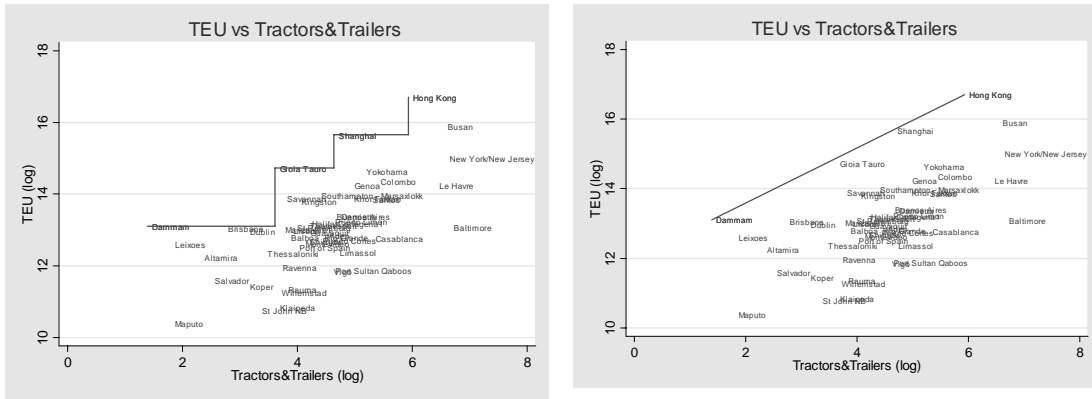 TEU vs Tractors&Trailers
TEU (log)
18
16
14
12
10
Hong Kong
Busan
Shanghai
New York/New Jersey
Gioia Tauro
Yokohama
Colombo
Genoa
Le Havre
Southampton
Marsaxlokk
Savannah
Kingston
Dammam
Brisbane
Dublin
Baltimore
Casablanca
Leixoes
Altamira
Port of Spain
Thessaloniki
Limassol
Ravenna
Vigo
Port Sultan Qaboos
Salvador
Koper
Rauma
Willemstad
Klaipeda
St John NB
Maputo
0 2 4 6 8
Tractors&Trailers (log)
TEU vs Tractors&Trailers
TEU (log)
18
16
14
12
10
Hong Kong
Busan
Shanghai
New York/New Jersey
Gioia Tauro
Yokohama
Colombo
Genoa
Le Havre
Southampton
Marsaxlokk
Savannah
Kingston
Buenos Aires
Dammam
Brisbane
Dublin
Baltimore
Casablanca
Leixoes
Altamira
Port of Spain
Thessaloniki
Limassol
Ravenna
Vigo
Port Sultan Qaboos
Salvador
Koper
Rauma
Willemstad
Klaipeda
St John NB
Maputo
0 2 4 6 8
Tractors&Trailers (log)